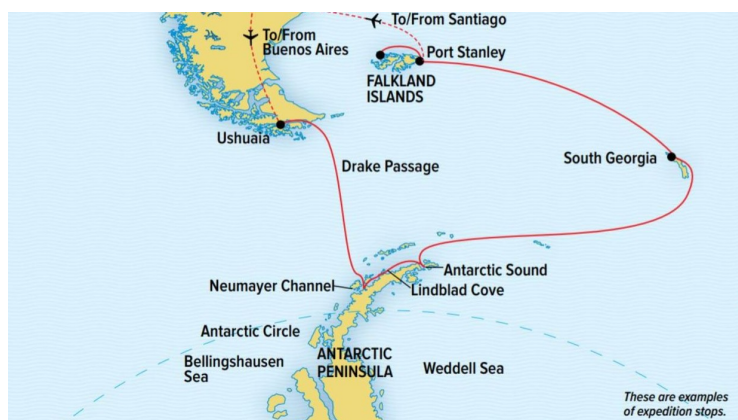 To/From Santiago
To/From
Buenos Aires
Port Stanley
FALKLAND
ISLANDS
Ushuaia
Drake Passage
South Georgia
Antarctic Sound
Neumayer Channel
Lindblad Cove
Antarctic Circle
ANTARCTIC
PENINSULA
Bellingshausen
Sea
Weddell Sea
These are examples
of expedition stops.